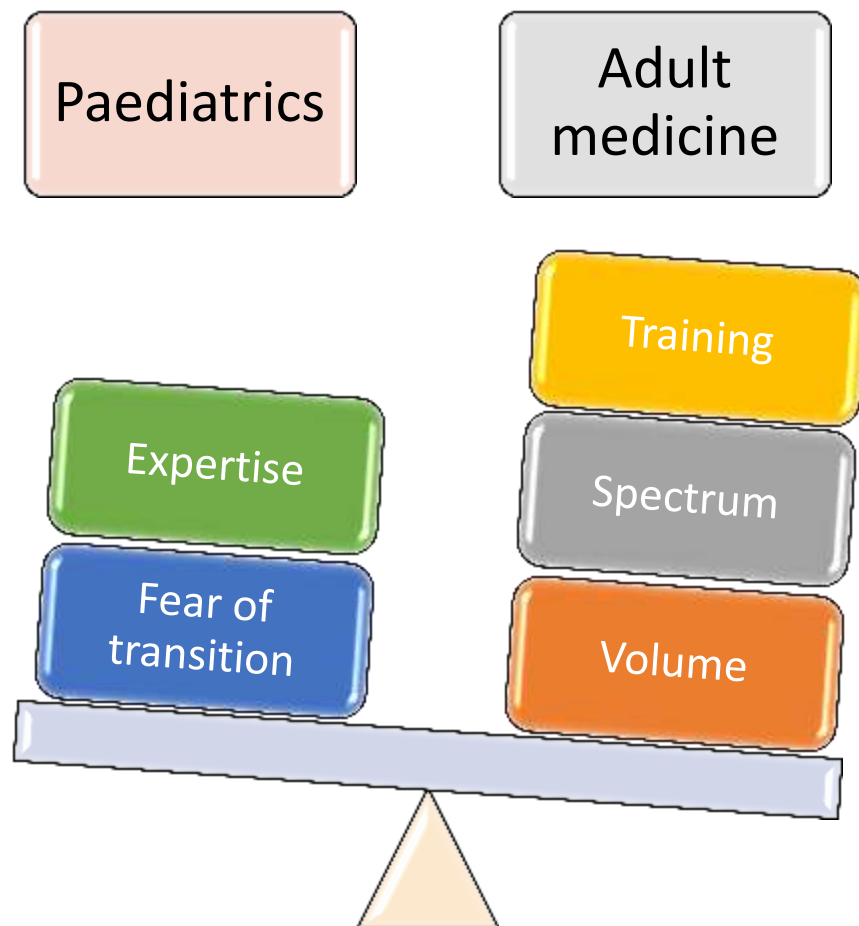 Paediatrics
Adult
medicine
Expertise
Fear of
transition
Training
Spectrum
Volume